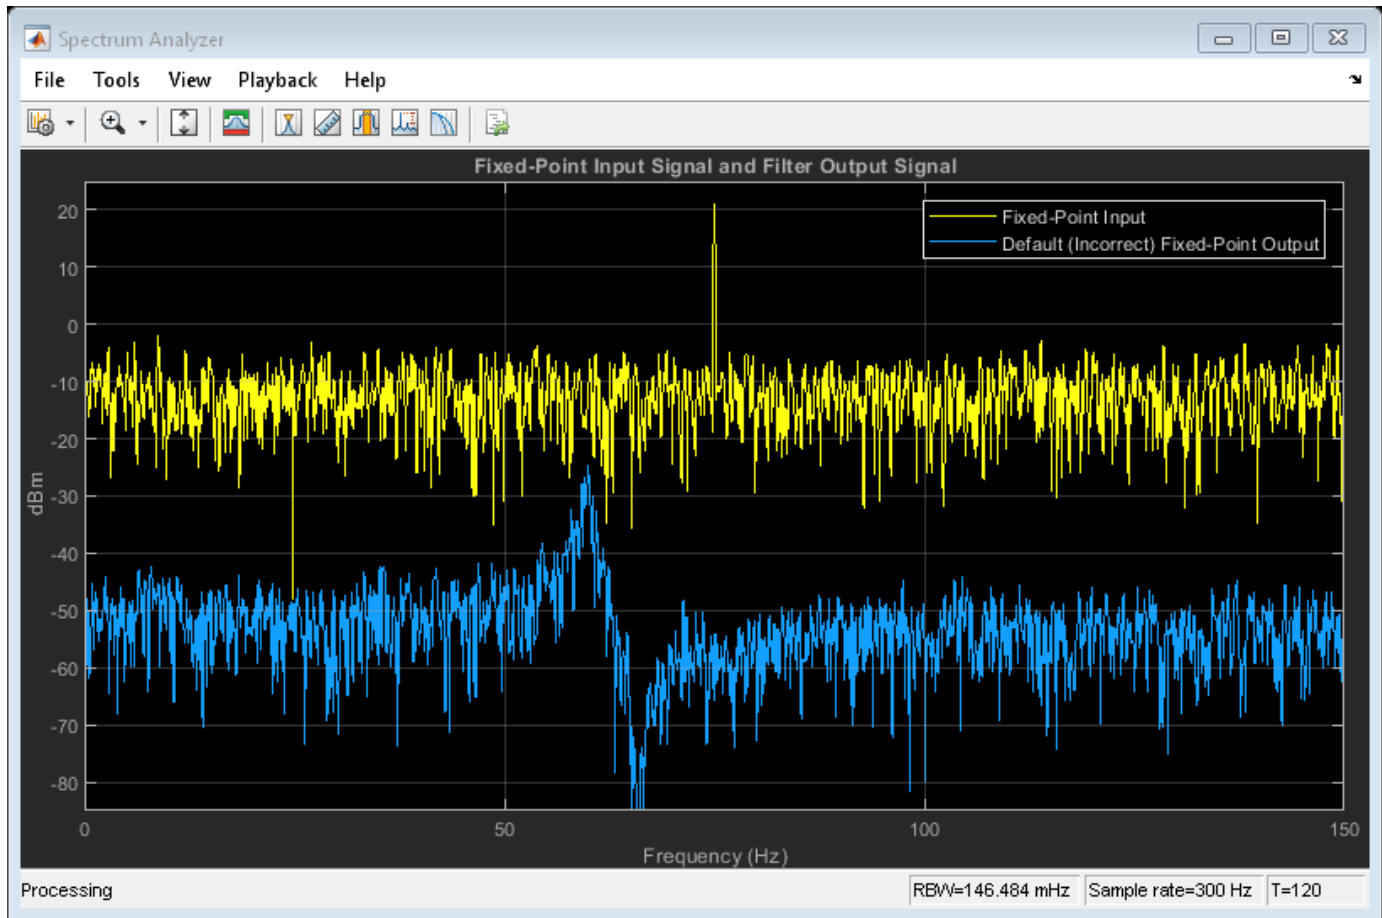 Spectrum Analyzer
File Tools View Playback Help
Fixed-Point Input Signal and Filter Output Signal
Fixed-Point Input
Default (Incorrect) Fixed-Point Output
20
10
0
-10
-20
-30
-40
-50
-60
-70
-80
dBm
0 50 100 150
Frequency (Hz)
Processing RBW=146.484 mHz Sample rate=300 Hz T=120